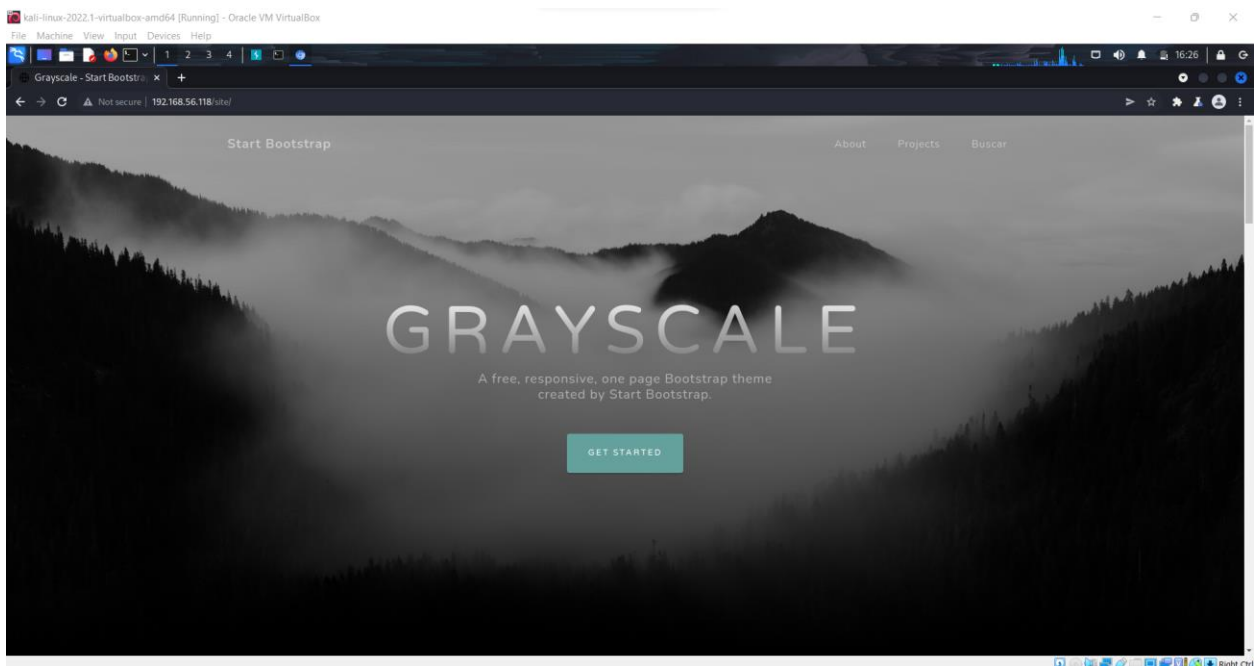 kali-linux-2022.1-virtualbox-amd64 [Running] - Oracle VM VirtualBox
File Machine View Input Devices Help
1 2 3 4 16:26
Grayscale - Start Bootstra
Not secure 192.168.56.118/site/
Start Bootstrap About Projects Buscar
GRAYSCALE
A free, responsive, one page Bootstrap theme
created by Start Bootstrap.
GET STARTED
Right Ctrl